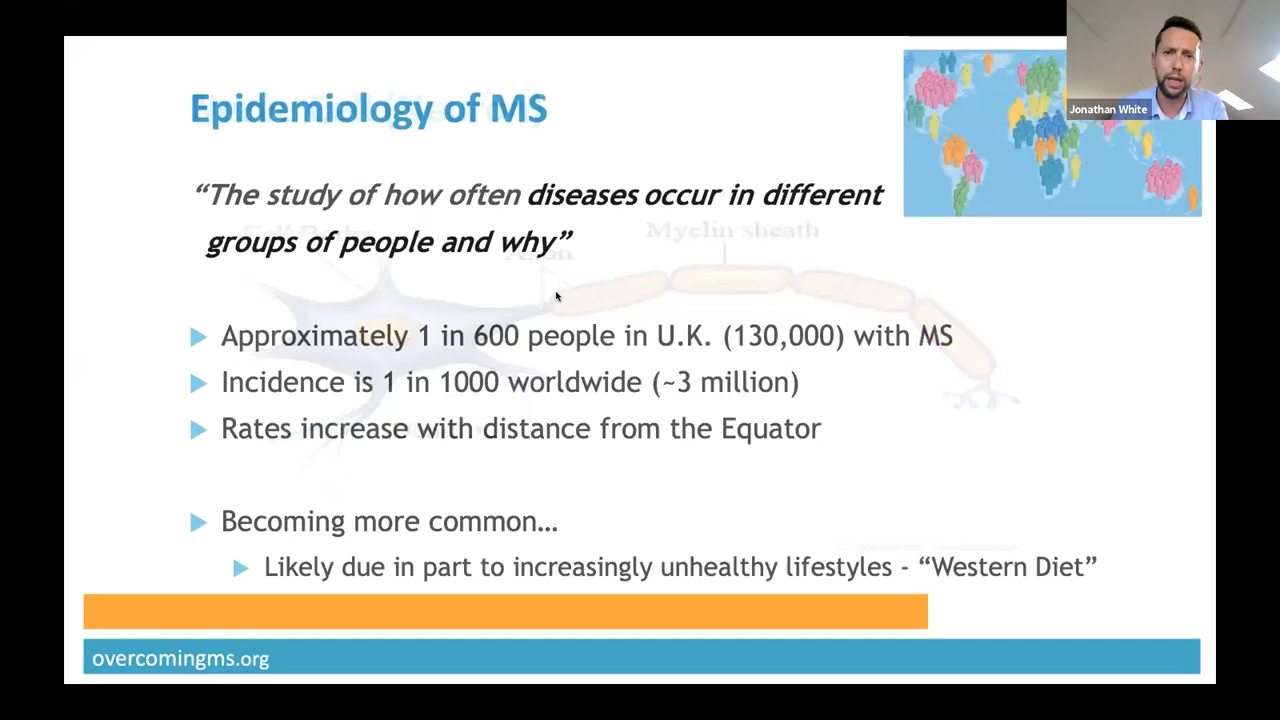 Epidemiology of MS
Jonathan White
“The study of how often diseases occur in different
groups of people and why”
Myelin sheath
Axon
Approximately 1 in 600 people in U.K. (130,000) with MS
Incidence is 1 in 1000 worldwide (~3 million)
Rates increase with distance from the Equator
Becoming more common…
Likely due in part to increasingly unhealthy lifestyles - “Western Diet”
overcomingms.org